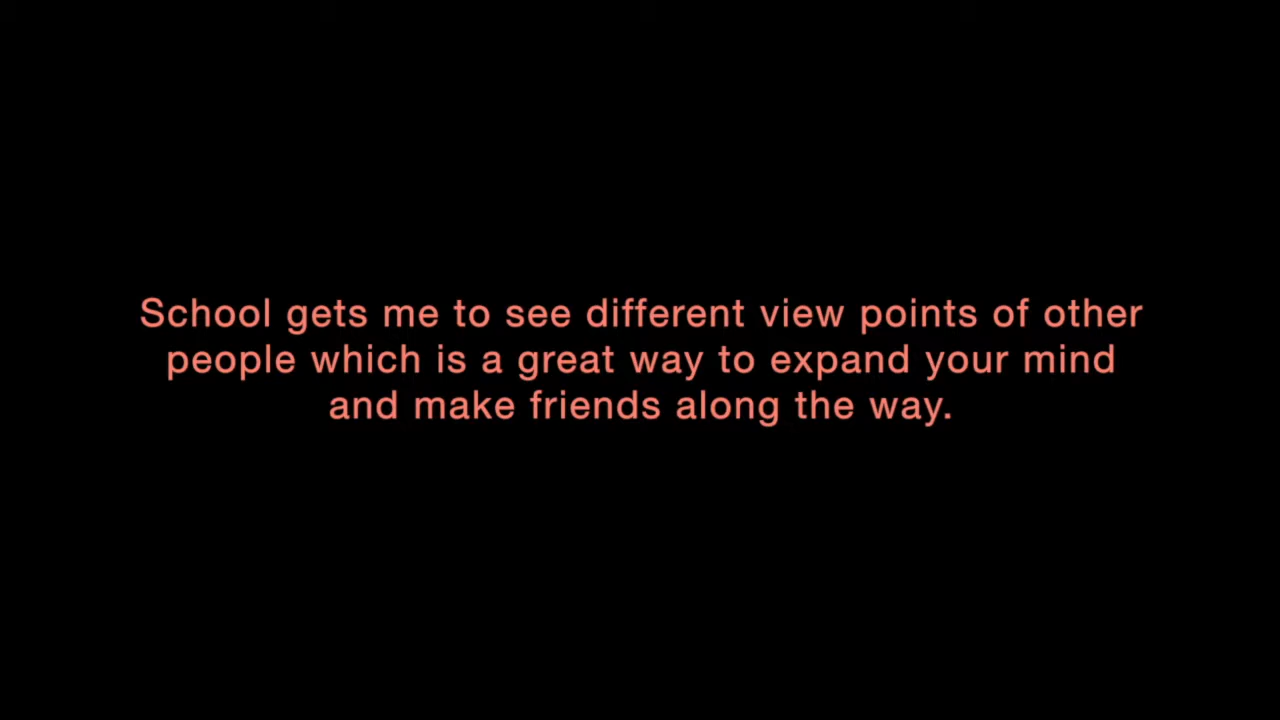 School gets me to see different view points of other
people which is a great way to expand your mind
and make friends along the way.